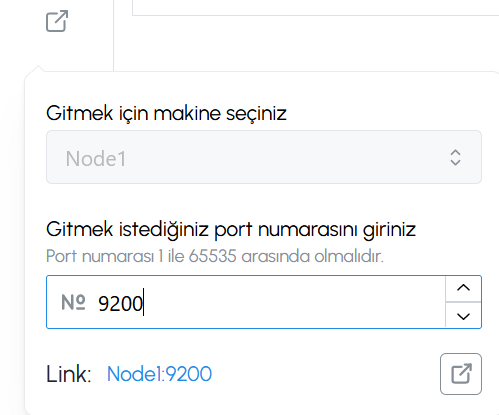 Gitmek için makine seçiniz
Node1
Gitmek istediğiniz port numarasını giriniz
Port numarası 1 ile 65535 arasında olmalıdır.
№ 9200
Link: Node1:9200